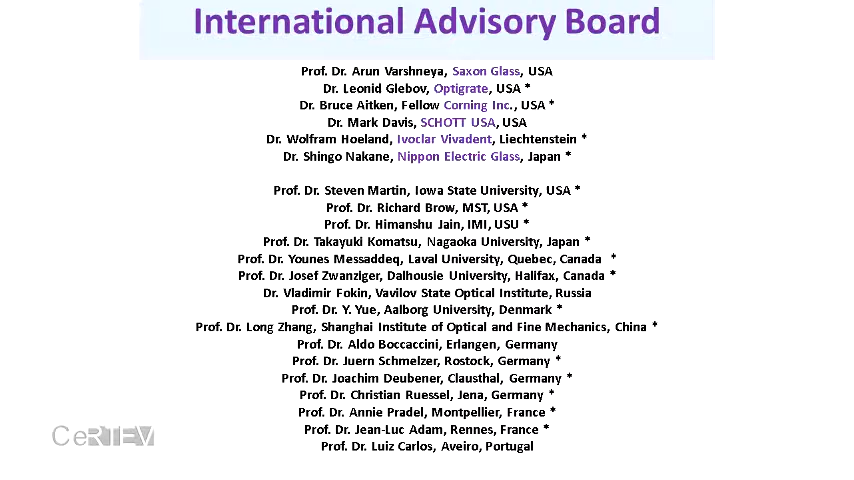 International Advisory Board
Prof. Dr. Arun Varshneya, Saxon Glass, USA
Dr. Leonid Glebov, Optigrate, USA *
Dr. Bruce Aitken, Fellow Corning Inc., USA *
Dr. Mark Davis, SCHOTT USA, USA
Dr. Wolfram Hoeland, Ivoclar Vivadent, Liechtenstein *
Dr. Shingo Nakane, Nippon Electric Glass, Japan *
Prof. Dr. Steven Martin, Iowa State University, USA *
Prof. Dr. Richard Brow, MST, USA *
Prof. Dr. Himanshu Jain, IMI, USU *
Prof. Dr. Takayuki Komatsu, Nagaoka University, Japan *
Prof. Dr. Younes Messaddeq, Laval University, Quebec, Canada *
Prof. Dr. Josef Zwanziger, Dalhousie University, Halifax, Canada *
Dr. Vladimir Fokin, Vavilov State Optical Institute, Russia
Prof. Dr. Y. Yue, Aalborg University, Denmark *
Prof. Dr. Long Zhang, Shanghai Institute of Optical and Fine Mechanics, China *
Prof. Dr. Aldo Boccaccini, Erlangen, Germany
Prof. Dr. Juern Schmelzer, Rostock, Germany *
Prof. Dr. Joachim Deubener, Clausthal, Germany *
Prof. Dr. Christian Ruessel, Jena, Germany *
Prof. Dr. Annie Pradel, Montpellier, France *
Prof. Dr. Jean-Luc Adam, Rennes, France *
Prof. Dr. Luiz Carlos, Aveiro, Portugal
CeRTEV